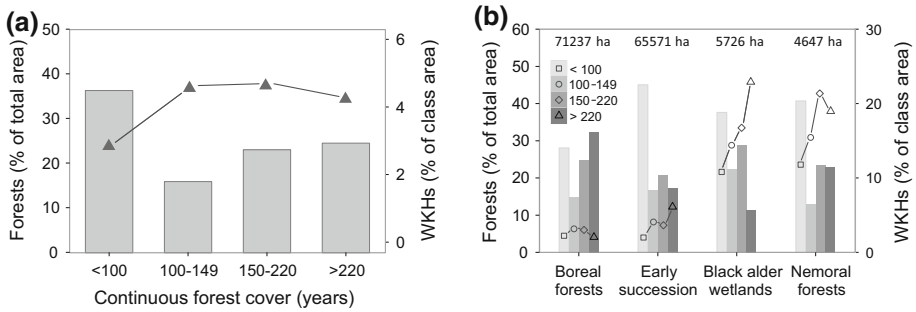 (a)
Forests (% of total area)
50
40
30
20
10
0
6
4
2
0
WKHs (% of class area)
<100 100-149 150-220 >220
Continuous forest cover (years)
(b)
Forests (% of total area)
60
50
40
30
20
10
0
71237 ha 65571 ha 5726 ha 4647 ha
< 100
100-149
150-220
> 220
30
20
10
0
WKHs (% of class area)
Boreal forests
Early succession
Black alder wetlands
Nemoral forests